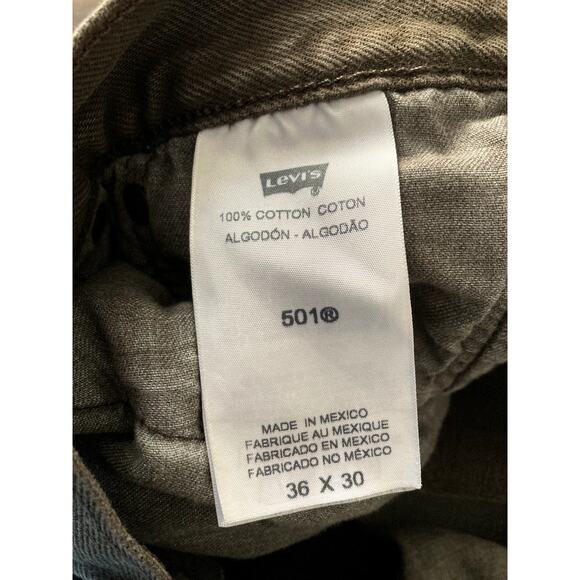 Levi's
100% COTTON COTON
ALGODÓN - ALGODÃO
501®
MADE IN MEXICO
FABRIQUE AU MEXIQUE
FABRICADO EN MEXICO
FABRICADO NO MÉXICO
36 X 30